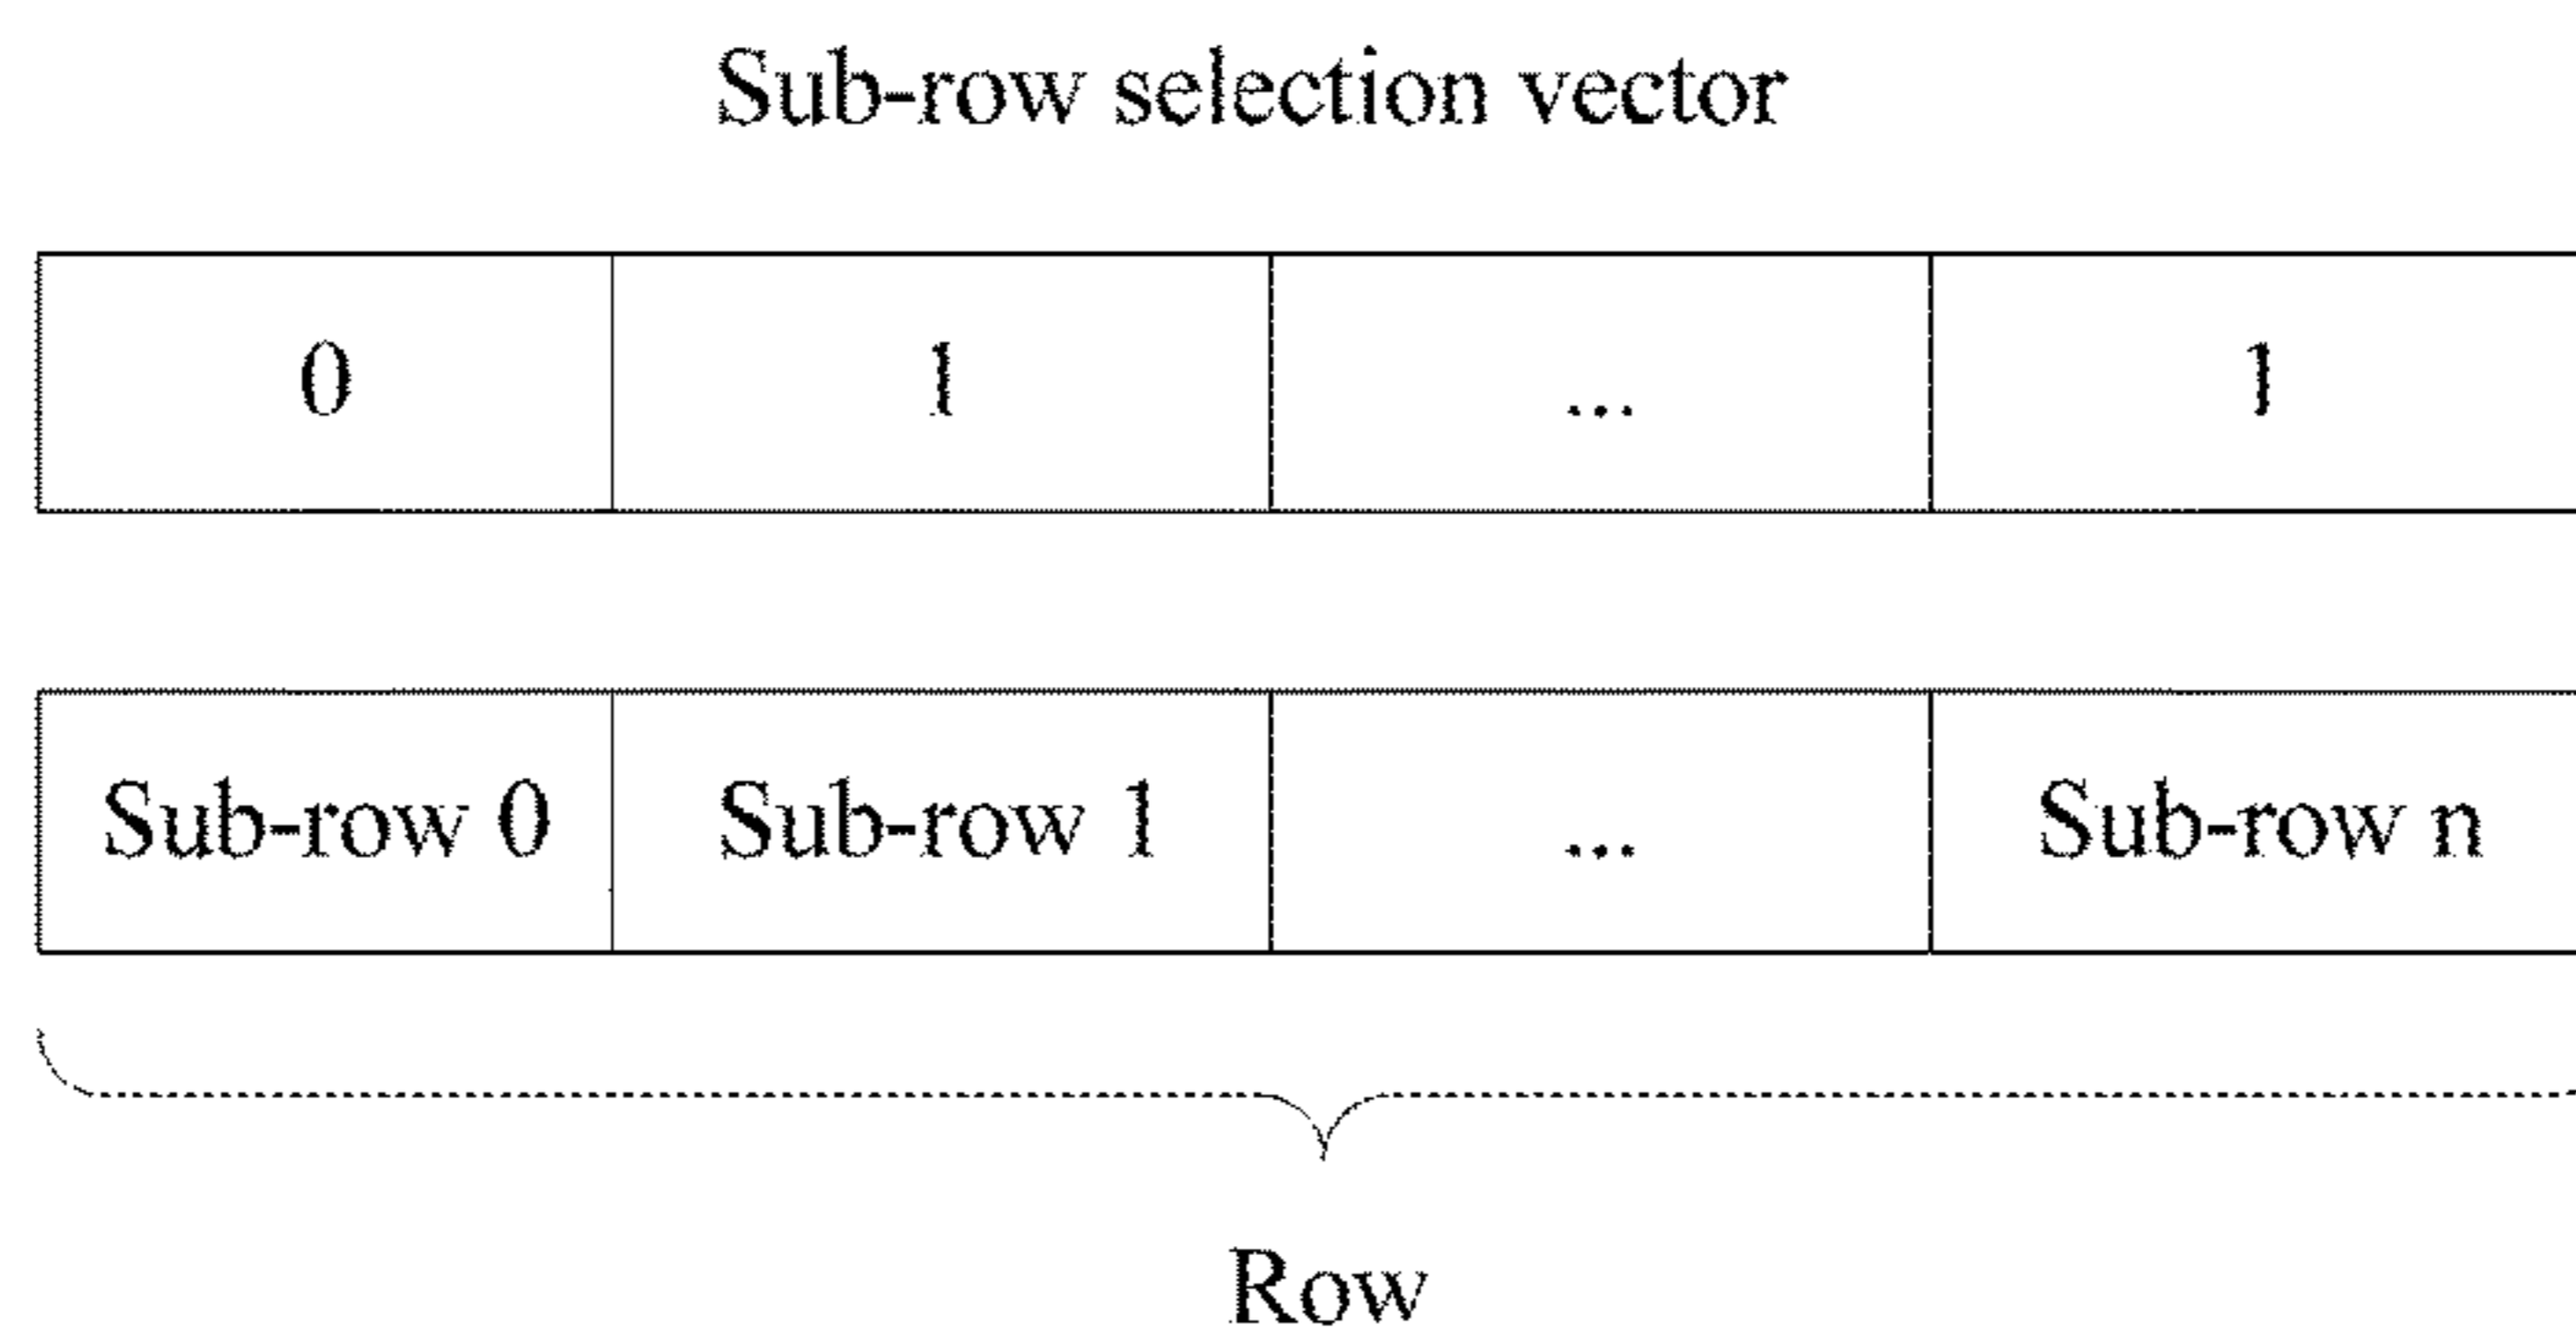 Sub-row selection vector
0 1 ... 1
Sub-row 0 Sub-row 1 ... Sub-row n
Row